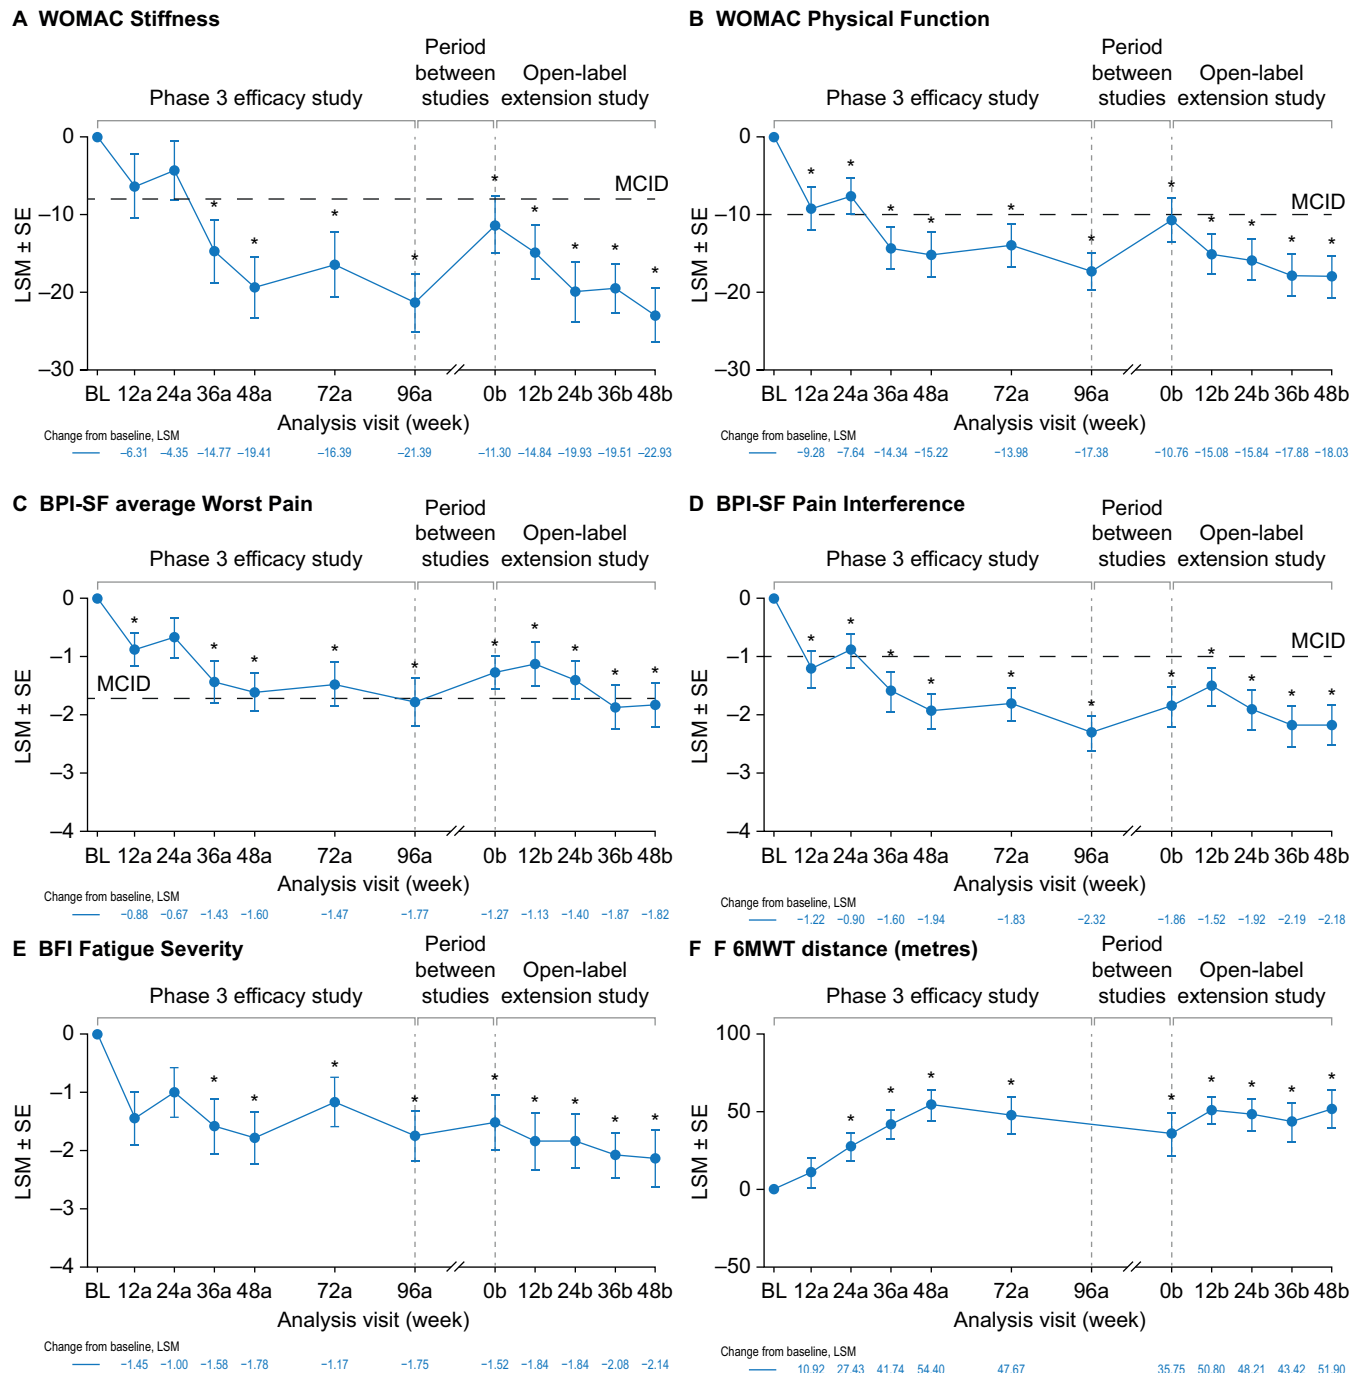 A WOMAC Stiffness
Period
between
studies
Open-label
extension study
Phase 3 efficacy study
0
–10
–20
–30
LSM ± SE
MCID
* * * * * * * * *
BL 12a 24a 36a 48a 72a 96a 0b 12b 24b 36b 48b
Analysis visit (week)
Change from baseline, LSM
−6.31 −4.35 −14.77 −19.41 −16.39 −21.39 −11.30 −14.84 −19.93 −19.51 −22.93
B WOMAC Physical Function
Period
between
studies
Open-label
extension study
Phase 3 efficacy study
0
–10
–20
–30
LSM ± SE
MCID
* * * * * * * * * * *
BL 12a 24a 36a 48a 72a 96a 0b 12b 24b 36b 48b
Analysis visit (week)
Change from baseline, LSM
−9.28 −7.64 −14.34 −15.22 −13.98 −17.38 −10.76 −15.08 −15.84 −17.88 −18.03
C BPI-SF average Worst Pain
Period
between
studies
Open-label
extension study
Phase 3 efficacy study
0
–1
–2
–3
–4
LSM ± SE
MCID
* * * * * * * * * *
BL 12a 24a 36a 48a 72a 96a 0b 12b 24b 36b 48b
Analysis visit (week)
Change from baseline, LSM
−0.88 −0.67 −1.43 −1.60 −1.47 −1.77 −1.27 −1.13 −1.40 −1.87 −1.82
D BPI-SF Pain Interference
Period
between
studies
Open-label
extension study
Phase 3 efficacy study
0
–1
–2
–3
–4
LSM ± SE
MCID
* * * * * * * * * * *
BL 12a 24a 36a 48a 72a 96a 0b 12b 24b 36b 48b
Analysis visit (week)
Change from baseline, LSM
−1.22 −0.90 −1.60 −1.94 −1.83 −2.32 −1.86 −1.52 −1.92 −2.19 −2.18
E BFI Fatigue Severity
Period
between
studies
Open-label
extension study
Phase 3 efficacy study
0
–1
–2
–3
–4
LSM ± SE
* * * * * * * * *
BL 12a 24a 36a 48a 72a 96a 0b 12b 24b 36b 48b
Analysis visit (week)
Change from baseline, LSM
−1.45 −1.00 −1.58 −1.78 −1.17 −1.75 −1.52 −1.84 −1.84 −2.08 −2.14
F F 6MWT distance (metres)
Period
between
studies
Open-label
extension study
Phase 3 efficacy study
100
50
0
–50
LSM ± SE
* * * * * * * * *
BL 12a 24a 36a 48a 72a 96a 0b 12b 24b 36b 48b
Analysis visit (week)
Change from baseline, LSM
10.92 27.43 41.74 54.40 47.67 35.75 50.80 48.21 43.42 51.90